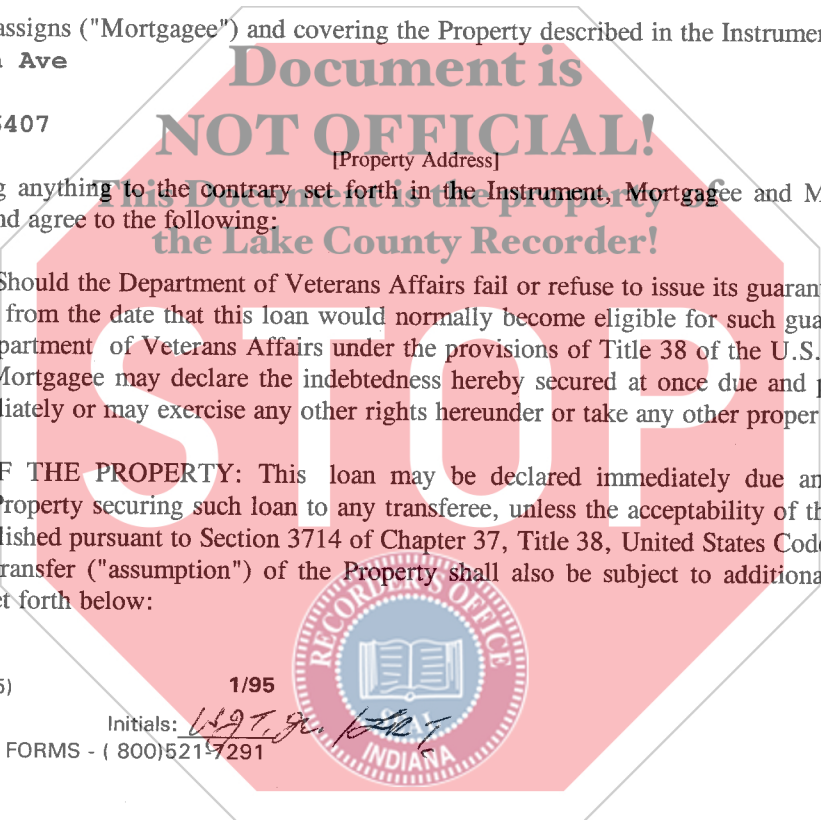 assigns ("Mortgagee") and covering the Property described in the Instrumen
Ave
Document is
5407
NOT OFFICIAL!
[Property Address]
g anything to the contrary set forth in the Instrument, Mortgagee and M
This Document is the property of
nd agree to the following:
the Lake County Recorder!
Should the Department of Veterans Affairs fail or refuse to issue its guaran
from the date that this loan would normally become eligible for such gua
partment of Veterans Affairs under the provisions of Title 38 of the U.S.
Mortgagee may declare the indebtedness hereby secured at once due and p
diately or may exercise any other rights hereunder or take any other proper
STOP
F THE PROPERTY: This loan may be declared immediately due an
Property securing such loan to any transferee, unless the acceptability of th
lished pursuant to Section 3714 of Chapter 37, Title 38, United States Code
transfer ("assumption") of the Property shall also be subject to additiona
et forth below:
RECORDER'S OFFICE
SEAL
INDIANA
5)
1/95
Initials:
FORMS - ( 800)521-7291